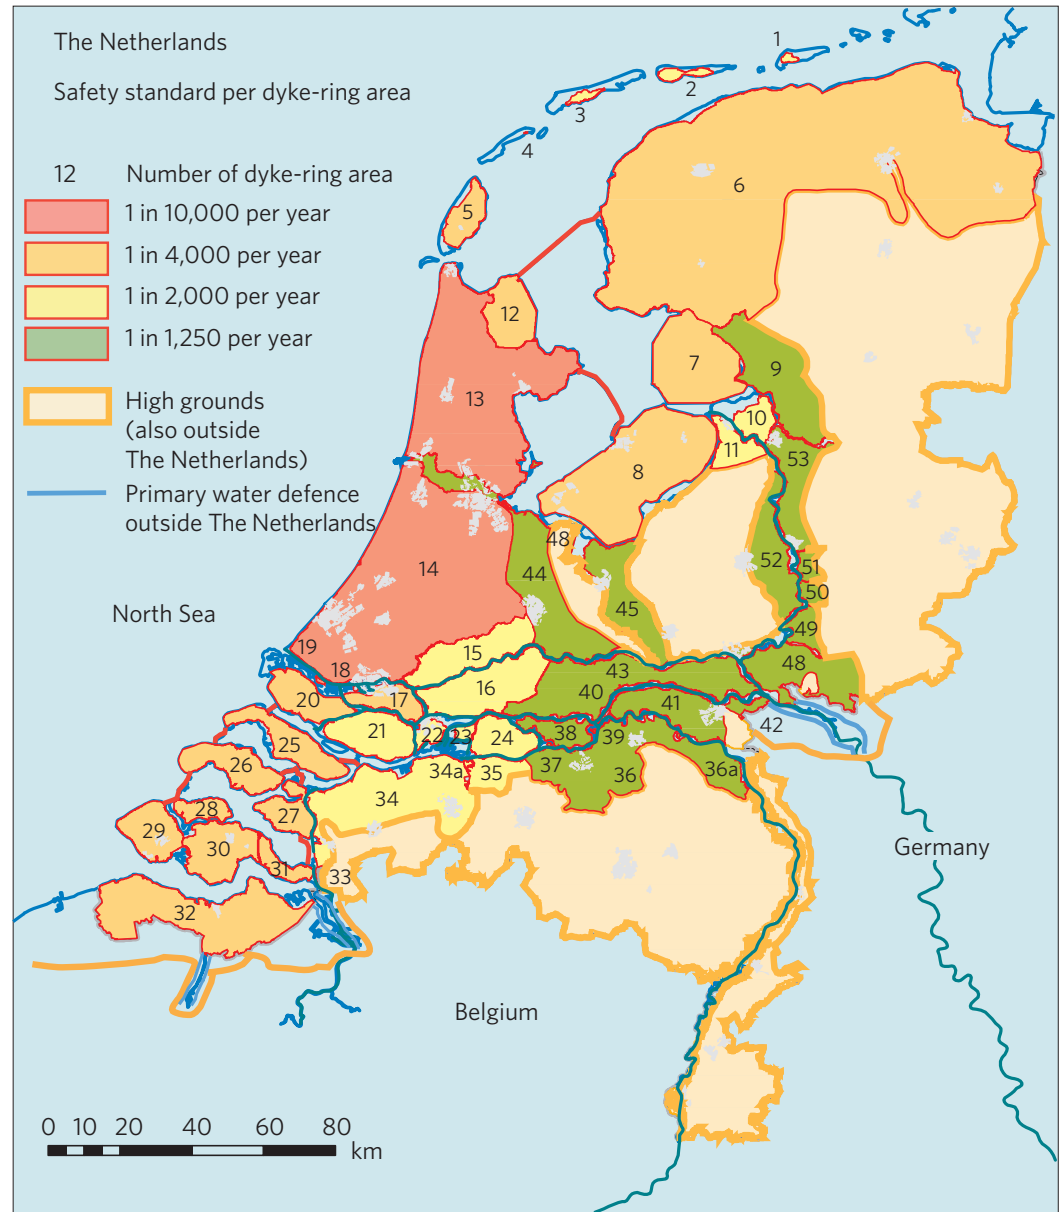 The Netherlands
Safety standard per dyke-ring area
12 Number of dyke-ring area
1 in 10,000 per year
1 in 4,000 per year
1 in 2,000 per year
1 in 1,250 per year
High grounds
(also outside
The Netherlands)
Primary water defence
outside The Netherlands
1
2
3
4
5
6
12
7
9
13
10
11
53
8
48
52
51
14
44
50
45
49
North Sea
19
15
18
43
48
20
17
16
40
41
42
21
22
23
24
38
39
25
26
34a
35
37
36
36a
34
28
27
29
30
31
33
32
Germany
Belgium
0 10 20 40 60 80
km